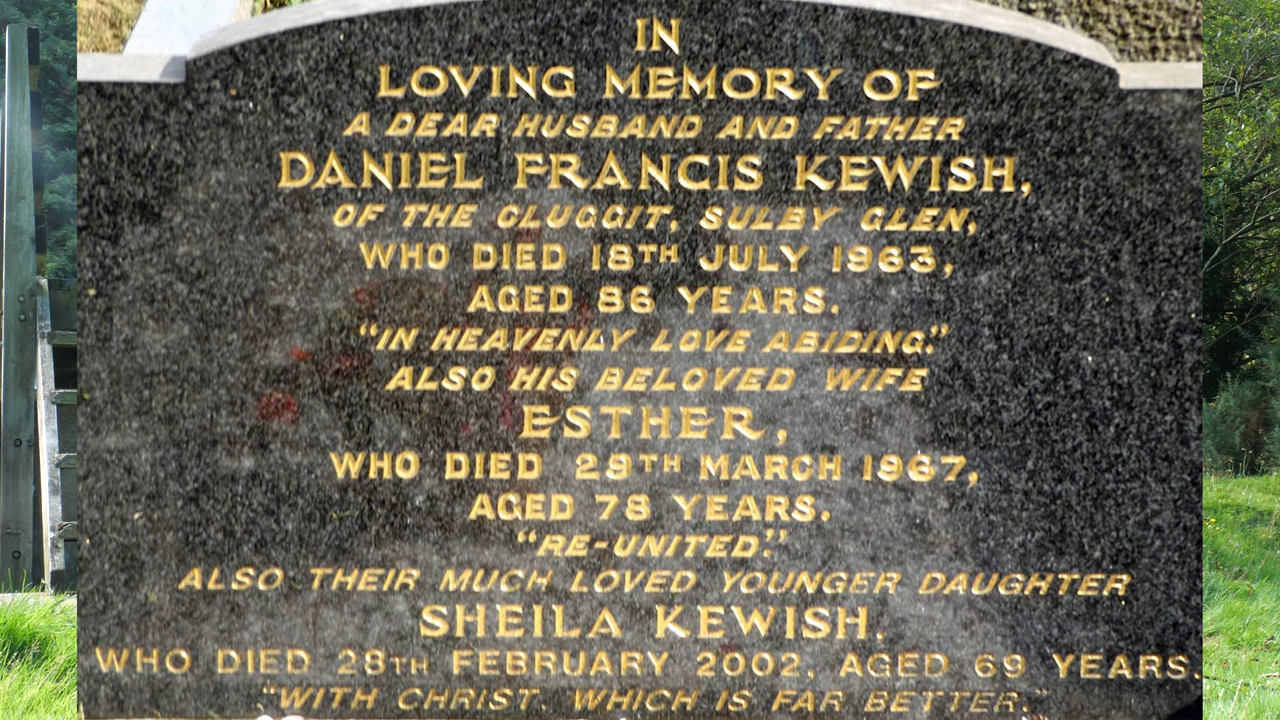 IN
LOVING MEMORY OF
A DEAR HUSBAND AND FATHER
DANIEL FRANCIS KEWISH,
OF THE CLUGGIT, SULBY GLEN,
WHO DIED 18TH JULY 1963,
AGED 86 YEARS.
"IN HEAVENLY LOVE ABIDING."
ALSO HIS BELOVED WIFE
ESTHER,
WHO DIED 29TH MARCH 1967,
AGED 78 YEARS.
"RE-UNITED."
ALSO THEIR MUCH LOVED YOUNGER DAUGHTER
SHEILA KEWISH.
WHO DIED 28TH FEBRUARY 2002, AGED 69 YEARS.
"WITH CHRIST, WHICH IS FAR BETTER."